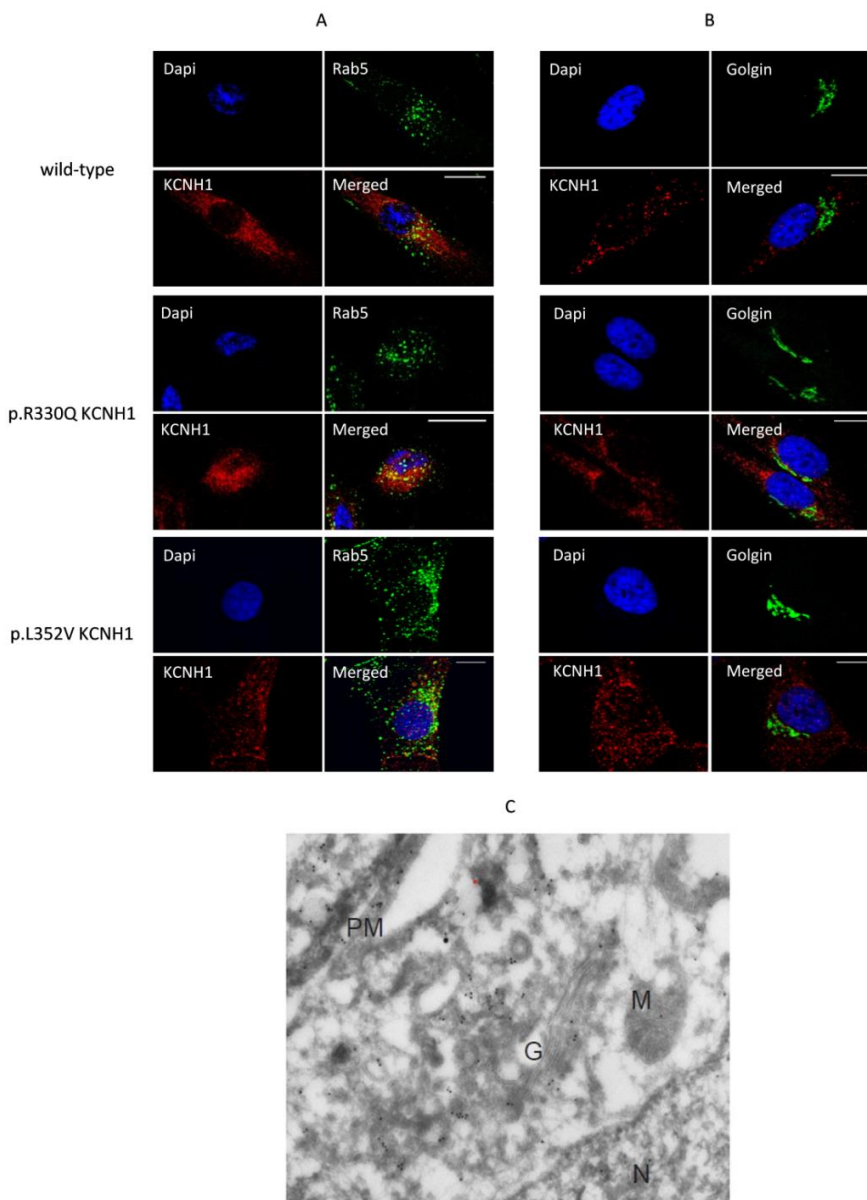 A
B
Dapi
Rab5
Dapi
Golgin
wild-type
KCNH1
Merged
KCNH1
Merged
Dapi
Rab5
Dapi
Golgin
p.R330Q KCNH1
KCNH1
Merged
KCNH1
Merged
Dapi
Rab5
Dapi
Golgin
p.L352V KCNH1
KCNH1
Merged
KCNH1
Merged
C
PM
M
G
N